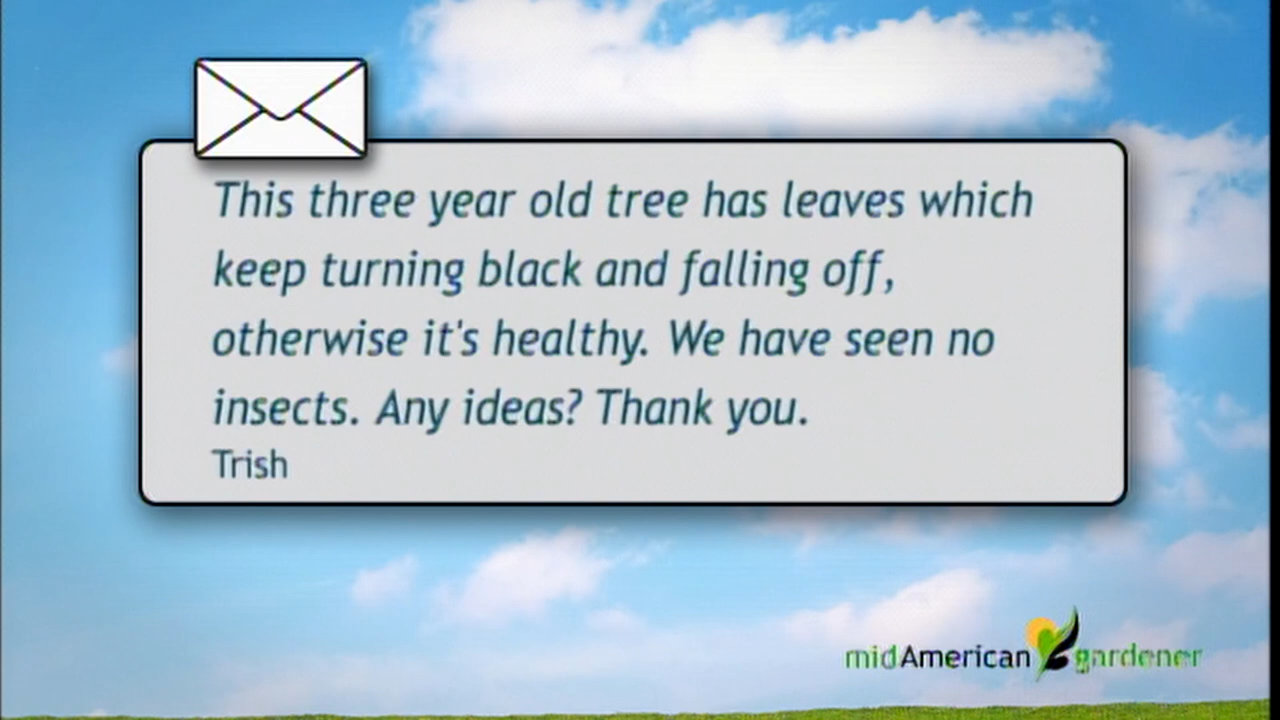 This three year old tree has leaves which
keep turning black and falling off,
otherwise it's healthy. We have seen no
insects. Any ideas? Thank you.
Trish
midAmerican gardener